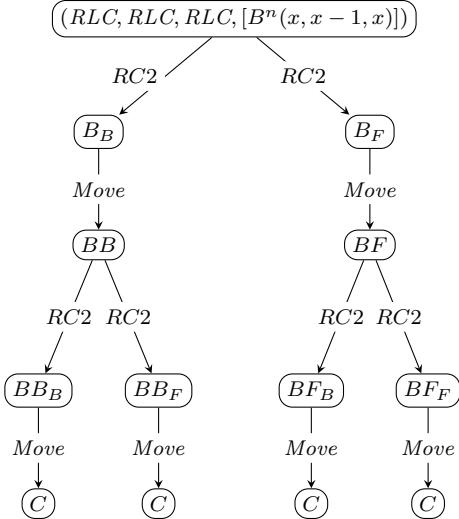 (RLC, RLC, RLC, [Bⁿ(x, x − 1, x)])
RC2 RC2
B_B B_F
Move Move
BB BF
RC2 RC2 RC2 RC2
BB_B BB_F BF_B BF_F
Move Move Move Move
C C C C